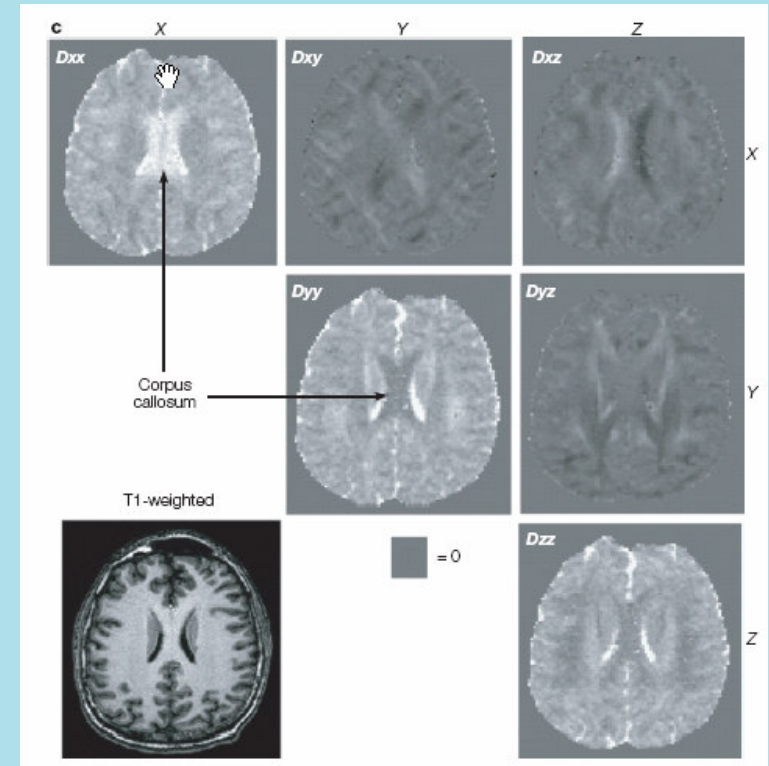 c X Y Z
Dxx Dxy Dxz X
Dyy Dyz
Corpus
callosum
Y
T1-weighted
= 0
Dzz
Z